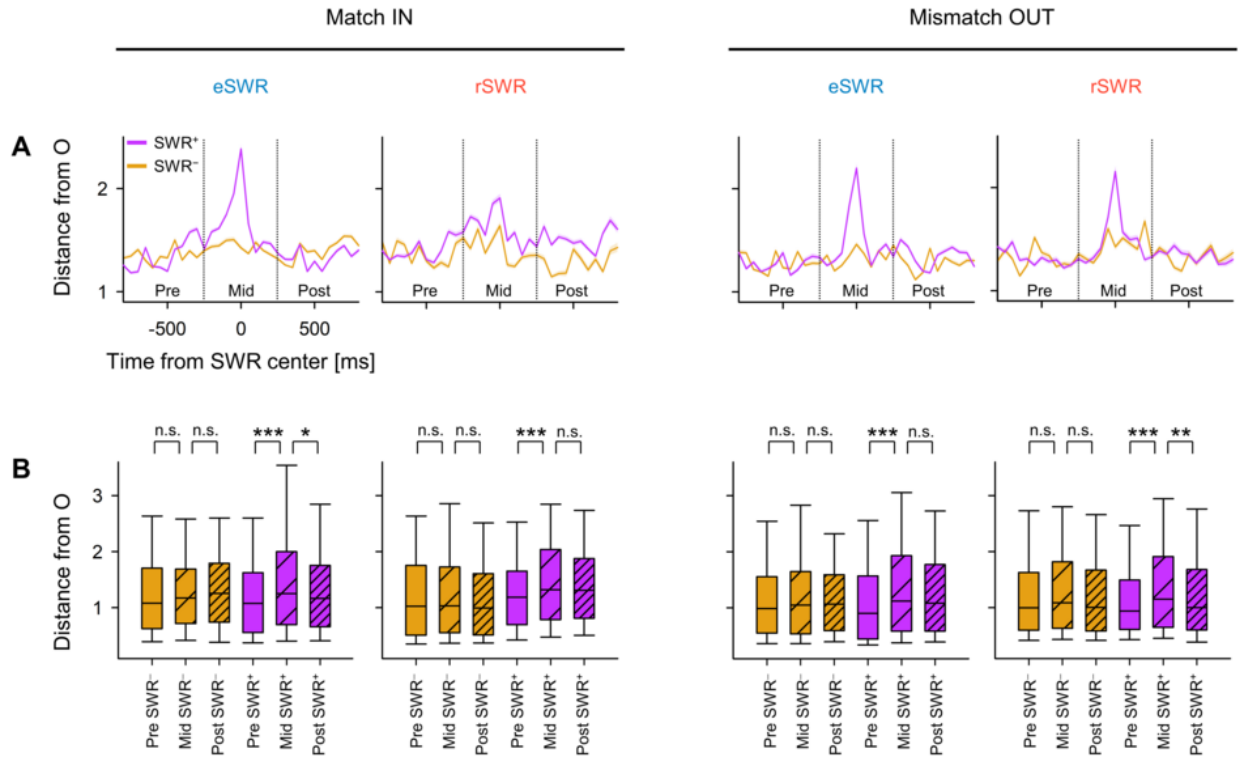 Match IN
Mismatch OUT
eSWR
rSWR
eSWR
rSWR
A
SWR⁺
SWR⁻
Distance from O
2
1
Pre
Mid
Post
Pre
Mid
Post
Pre
Mid
Post
Pre
Mid
Post
-500
0
500
Time from SWR center [ms]
B
n.s.
n.s.
***
*
n.s.
n.s.
***
n.s.
n.s.
n.s.
***
n.s.
n.s.
n.s.
***
**
Distance from O
3
2
1
Pre SWR⁻
Mid SWR⁻
Post SWR⁻
Pre SWR⁺
Mid SWR⁺
Post SWR⁺
Pre SWR⁻
Mid SWR⁻
Post SWR⁻
Pre SWR⁺
Mid SWR⁺
Post SWR⁺
Pre SWR⁻
Mid SWR⁻
Post SWR⁻
Pre SWR⁺
Mid SWR⁺
Post SWR⁺
Pre SWR⁻
Mid SWR⁻
Post SWR⁻
Pre SWR⁺
Mid SWR⁺
Post SWR⁺